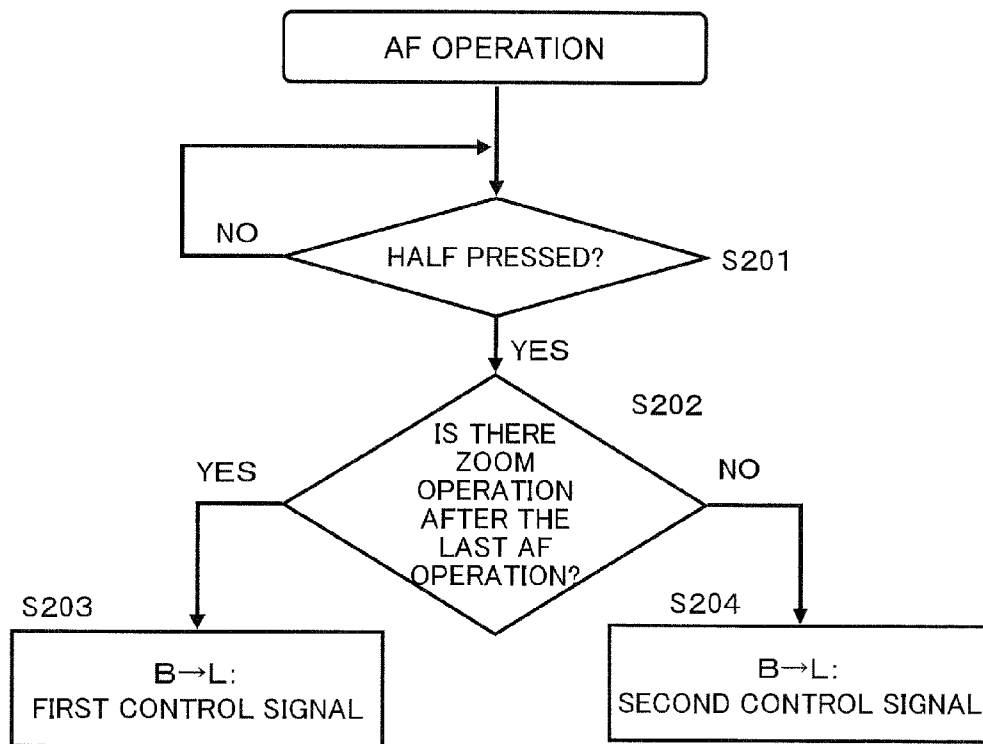 AF OPERATION
NO
HALF PRESSED?
S201
YES
S202
IS THERE
ZOOM
OPERATION
AFTER THE
LAST AF
OPERATION?
YES
NO
S203
B→L:
FIRST CONTROL SIGNAL
S204
B→L:
SECOND CONTROL SIGNAL